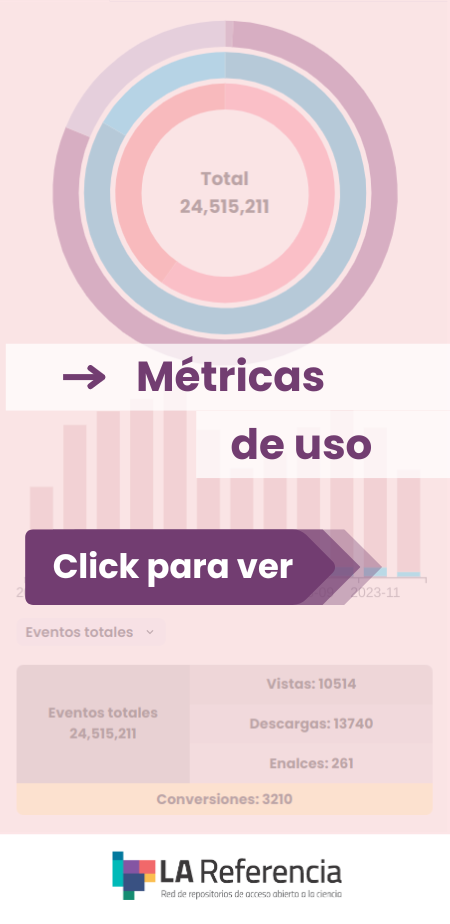 Total
24,515,211
→ Métricas
de uso
Click para ver
2023-11
Eventos totales
Eventos totales
24,515,211
Vistas: 10514
Descargas: 13740
Enalces: 261
Conversiones: 3210
LA Referencia
Red de repositorios de acceso abierto a la ciencia